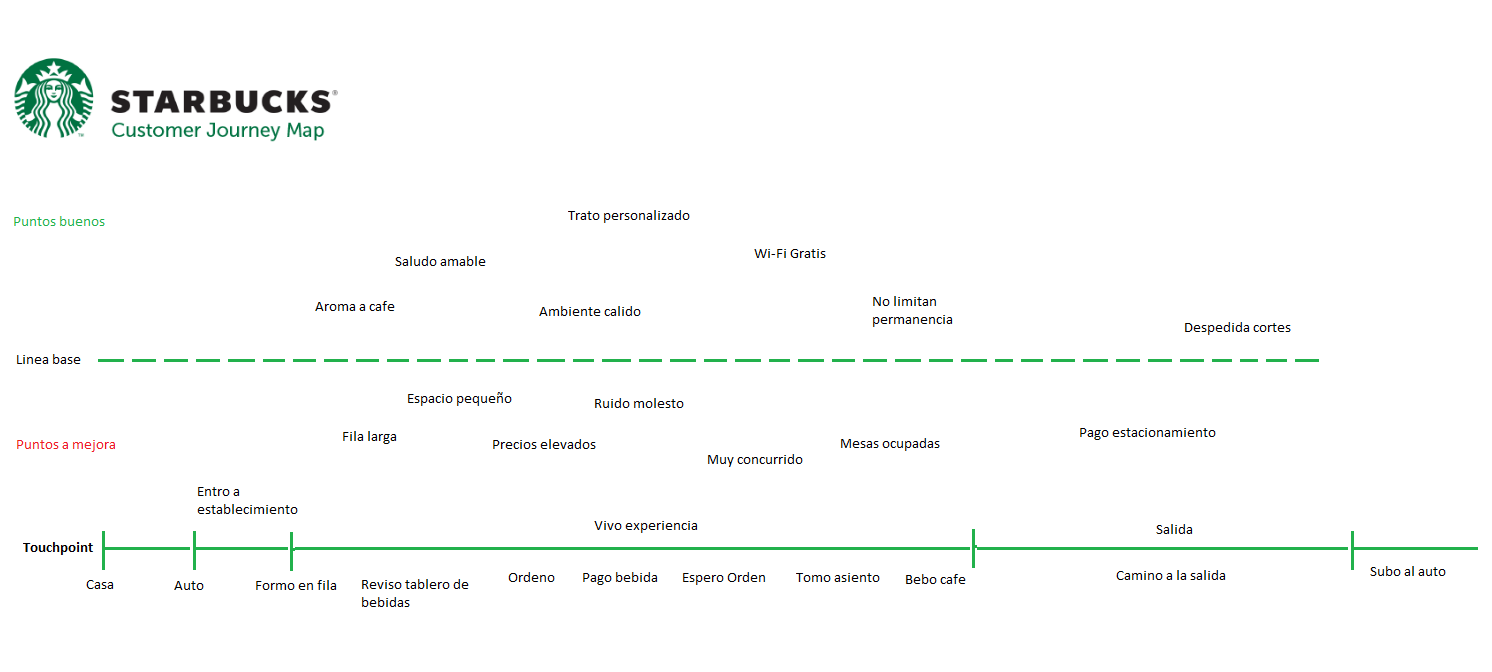 STARBUCKS®
Customer Journey Map
™
Trato personalizado
Puntos buenos
Wi-Fi Gratis
Saludo amable
No limitan
permanencia
Aroma a cafe
Ambiente calido
Despedida cortes
Linea base
Espacio pequeño
Ruido molesto
Pago estacionamiento
Fila larga
Puntos a mejora
Precios elevados
Mesas ocupadas
Muy concurrido
Entro a
establecimiento
Vivo experiencia
Salida
Touchpoint
Casa
Auto
Formo en fila
Reviso tablero de
bebidas
Ordeno
Pago bebida
Espero Orden
Tomo asiento
Bebo cafe
Camino a la salida
Subo al auto